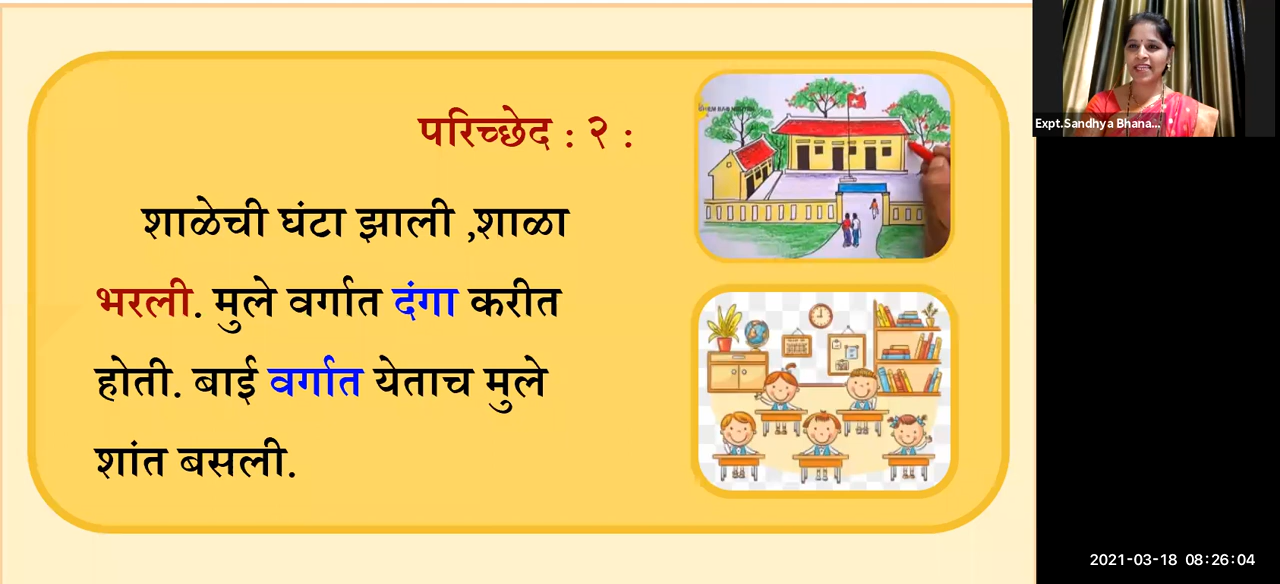 परिच्छेद : २ :
शाळेची घंटा झाली ,शाळा
भरली. मुले वर्गात दंगा करीत
होती. बाई वर्गात येताच मुले
शांत बसली.
Expt.Sandhya Bhana...
2021-03-18 08:26:04